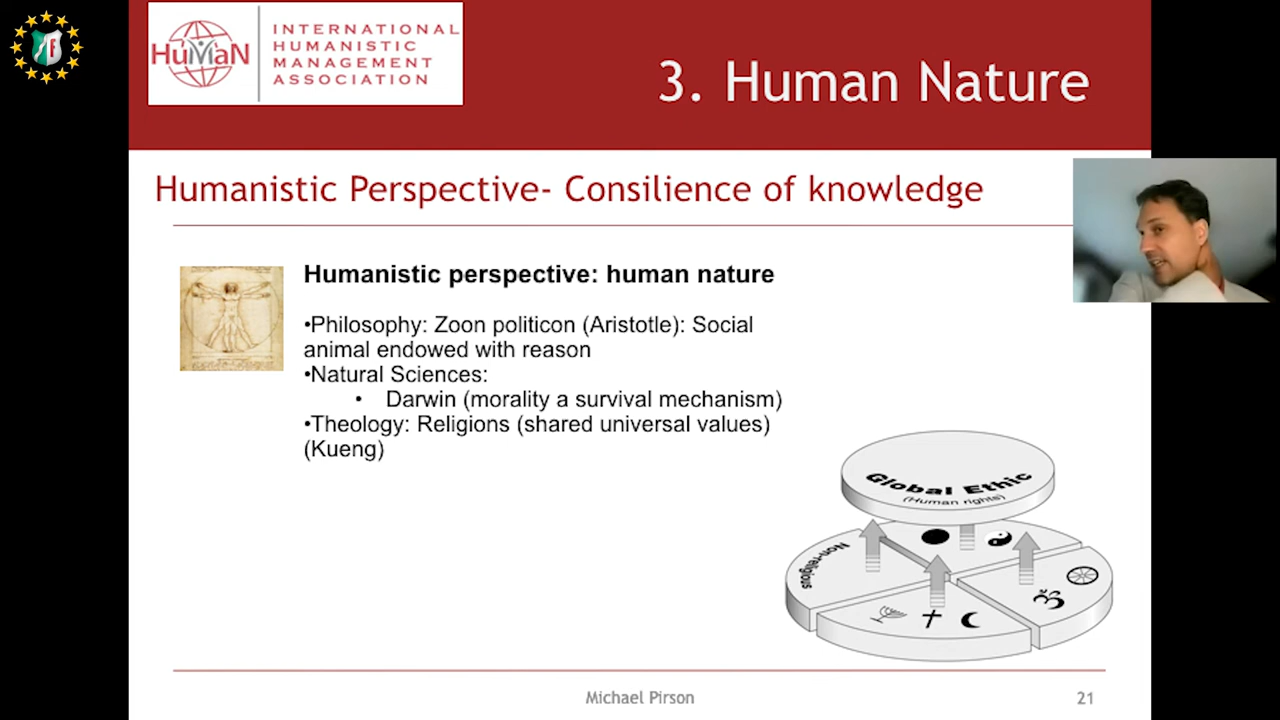 HuMaN
INTERNATIONAL
HUMANISTIC
MANAGEMENT
ASSOCIATION
3. Human Nature
Humanistic Perspective- Consilience of knowledge
Humanistic perspective: human nature
•Philosophy: Zoon politicon (Aristotle): Social
animal endowed with reason
•Natural Sciences:
• Darwin (morality a survival mechanism)
•Theology: Religions (shared universal values)
(Kueng)
Global Ethic
(Human rights)
Non-religious
ॐ
Michael Pirson
21